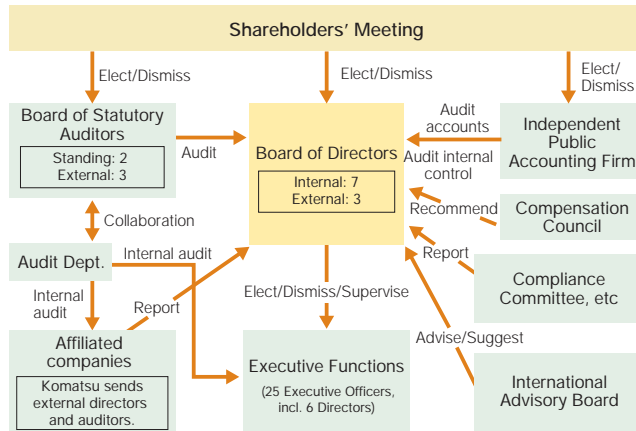 Shareholders’ Meeting
Elect/Dismiss
Elect/Dismiss
Elect/
Dismiss
Board of Statutory
Auditors
Standing: 2
External: 3
Audit
Board of Directors
Internal: 7
External: 3
Audit
accounts
Audit internal
control
Independent
Public
Accounting Firm
Recommend
Compensation
Council
Collaboration
Audit Dept.
Internal audit
Report
Compliance
Committee, etc
Internal
audit
Report
Elect/Dismiss/Supervise
Advise/Suggest
Affiliated
companies
Komatsu sends
external directors
and auditors.
Executive Functions
(25 Executive Officers,
incl. 6 Directors)
International
Advisory Board